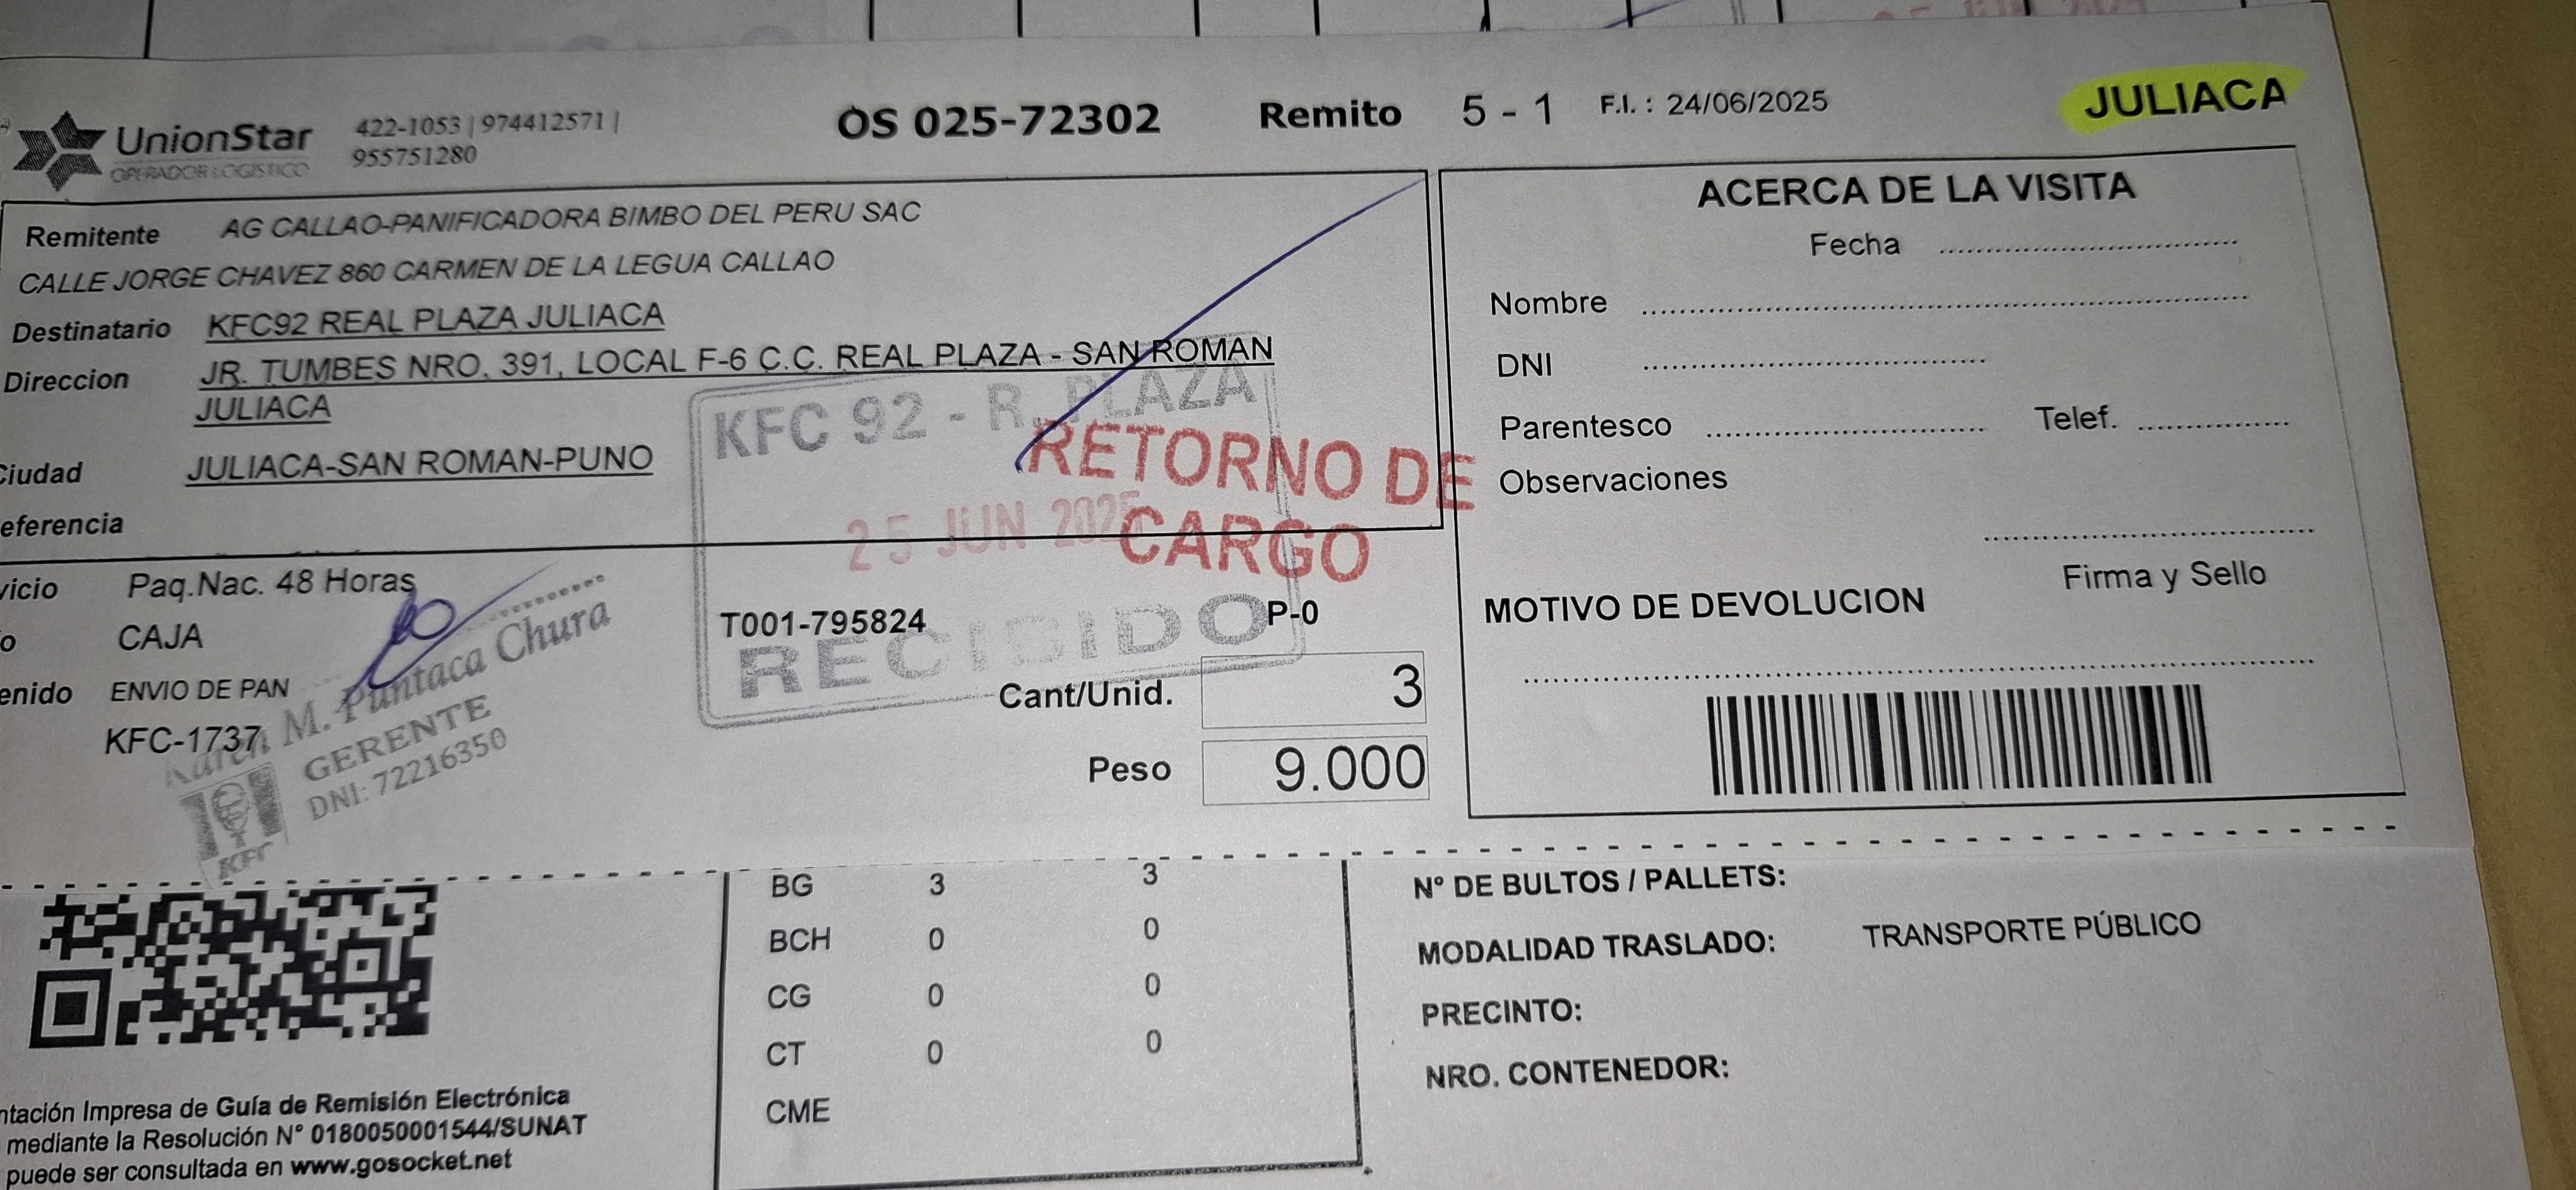 UnionStar
OPERADOR LOGISTICO
422-1053 | 974412571 |
955751280
OS 025-72302
Remito 5 - 1
F.I. : 24/06/2025
JULIACA
Remitente AG CALLAO-PANIFICADORA BIMBO DEL PERU SAC
CALLE JORGE CHAVEZ 860 CARMEN DE LA LEGUA CALLAO
Destinatario KFC92 REAL PLAZA JULIACA
Direccion JR. TUMBES NRO. 391, LOCAL F-6 C.C. REAL PLAZA - SAN ROMAN
JULIACA
Ciudad JULIACA-SAN ROMAN-PUNO
eferencia
KFC 92 - R. PLAZA
25 JUN 2025
RECIBIDO
RETORNO DE
CARGO
vicio Paq.Nac. 48 Horas
o CAJA
enido ENVIO DE PAN
KFC-1737
Karen M. Puntaca Chura
GERENTE
DNI: 72216350
KFC
T001-795824
P-0
Cant/Unid. 3
Peso 9.000
ACERCA DE LA VISITA
Fecha
Nombre
DNI
Parentesco
Telef.
Observaciones
Firma y Sello
MOTIVO DE DEVOLUCION
BG 3 3
BCH 0 0
CG 0 0
CT 0 0
CME
N° DE BULTOS / PALLETS:
MODALIDAD TRASLADO: TRANSPORTE PÚBLICO
PRECINTO:
NRO. CONTENEDOR:
ntación Impresa de Guía de Remisión Electrónica
mediante la Resolución N° 0180050001544/SUNAT
puede ser consultada en www.gosocket.net